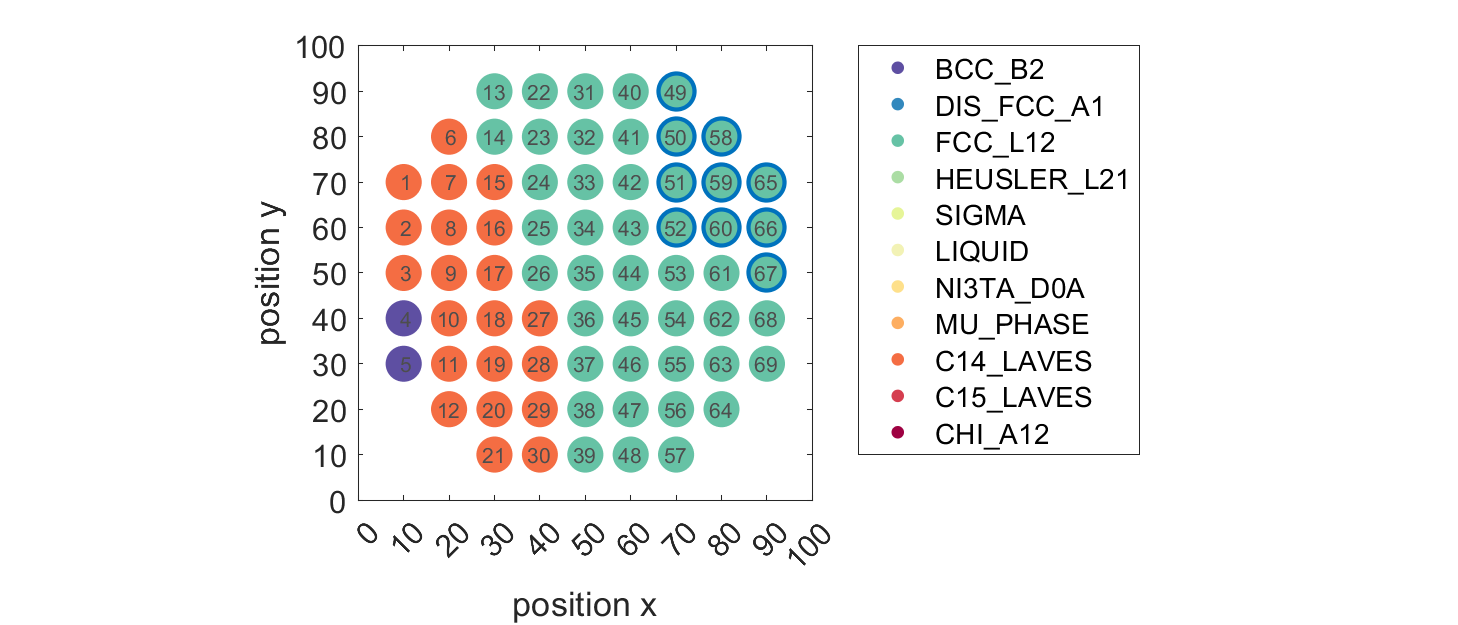 100
90
80
70
60
50
40
30
20
10
0
13 22 31 40 49
6 14 23 32 41 50 58
1 7 15 24 33 42 51 59 65
2 8 16 25 34 43 52 60 66
3 9 17 26 35 44 53 61 67
4 10 18 27 36 45 54 62 68
5 11 19 28 37 46 55 63 69
12 20 29 38 47 56 64
21 30 39 48 57
0 10 20 30 40 50 60 70 80 90 100
position x
position y
BCC_B2
DIS_FCC_A1
FCC_L12
HEUSLER_L21
SIGMA
LIQUID
NI3TA_D0A
MU_PHASE
C14_LAVES
C15_LAVES
CHI_A12